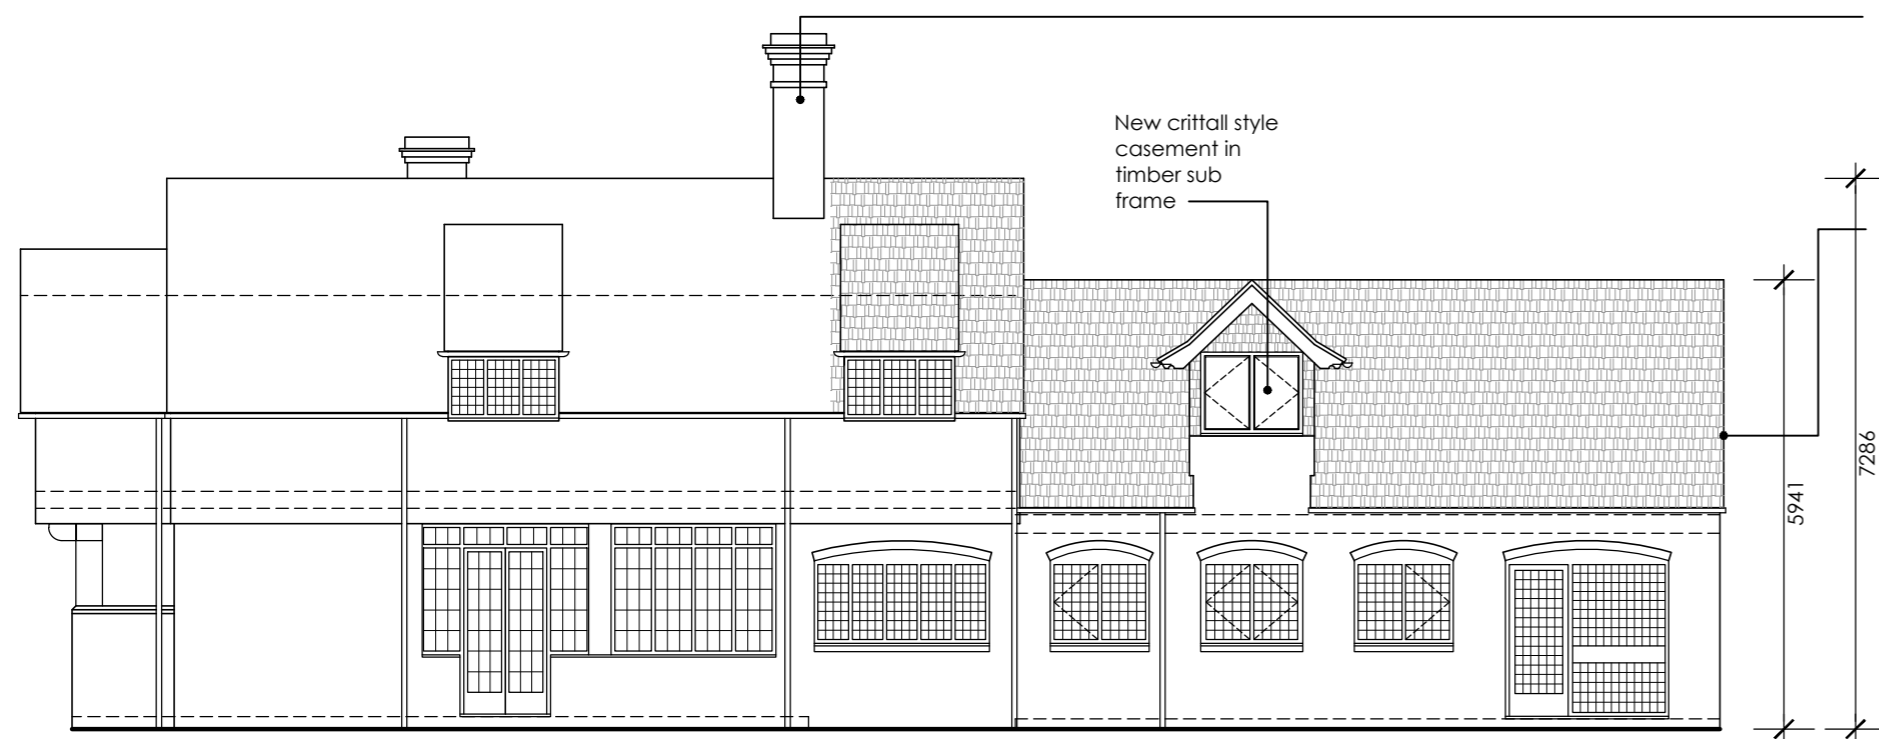 New crittall style
casement in
timber sub
frame
5941
7286